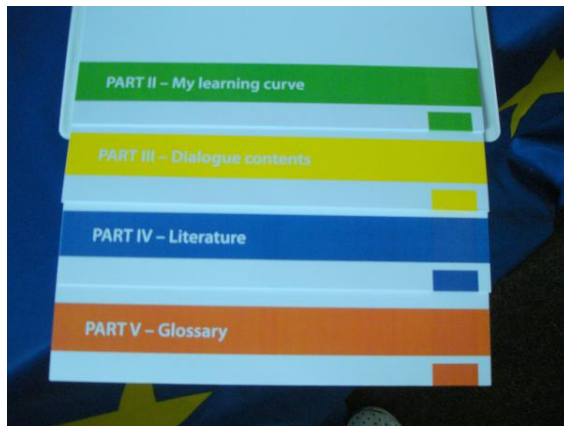 PART II – My learning curve
PART III – Dialogue contents
PART IV – Literature
PART V – Glossary